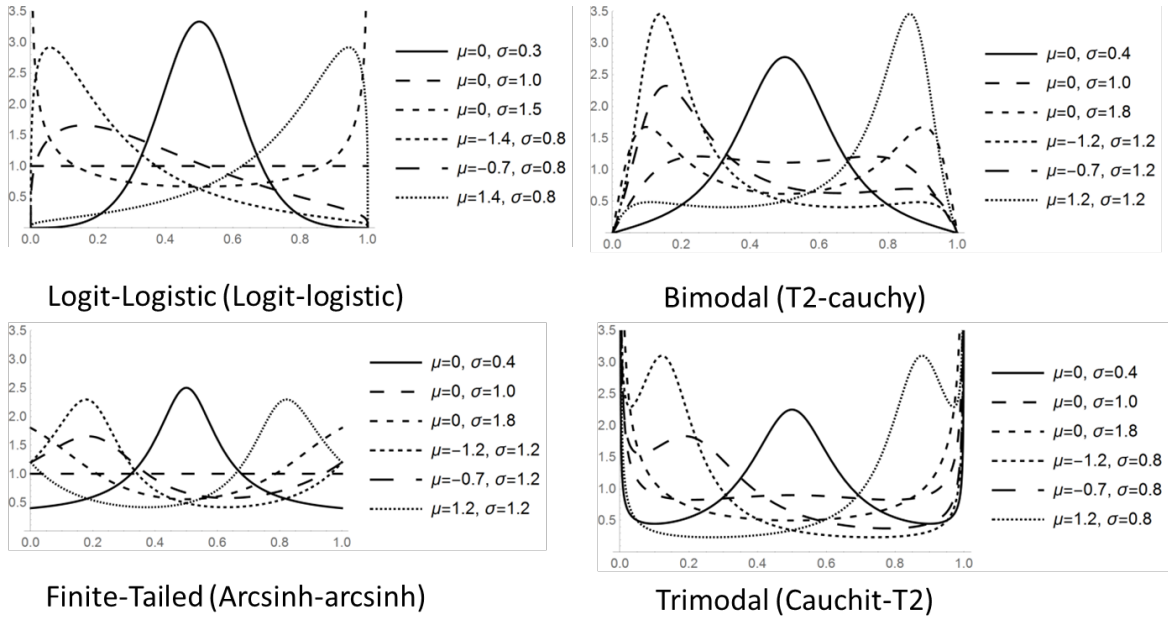 3.5
3.0
2.5
2.0
1.5
1.0
0.5
0.0 0.2 0.4 0.6 0.8 1.0
μ=0, σ=0.3
μ=0, σ=1.0
μ=0, σ=1.5
μ=−1.4, σ=0.8
μ=−0.7, σ=0.8
μ=1.4, σ=0.8
Logit-Logistic (Logit-logistic)
3.5
3.0
2.5
2.0
1.5
1.0
0.5
0.0 0.2 0.4 0.6 0.8 1.0
μ=0, σ=0.4
μ=0, σ=1.0
μ=0, σ=1.8
μ=−1.2, σ=1.2
μ=−0.7, σ=1.2
μ=1.2, σ=1.2
Bimodal (T2-cauchy)
3.5
3.0
2.5
2.0
1.5
1.0
0.5
0.0 0.2 0.4 0.6 0.8 1.0
μ=0, σ=0.4
μ=0, σ=1.0
μ=0, σ=1.8
μ=−1.2, σ=1.2
μ=−0.7, σ=1.2
μ=1.2, σ=1.2
Finite-Tailed (Arcsinh-arcsinh)
3.5
3.0
2.5
2.0
1.5
1.0
0.5
0.0 0.2 0.4 0.6 0.8 1.0
μ=0, σ=0.4
μ=0, σ=1.0
μ=0, σ=1.8
μ=−1.2, σ=0.8
μ=−0.7, σ=0.8
μ=1.2, σ=0.8
Trimodal (Cauchit-T2)